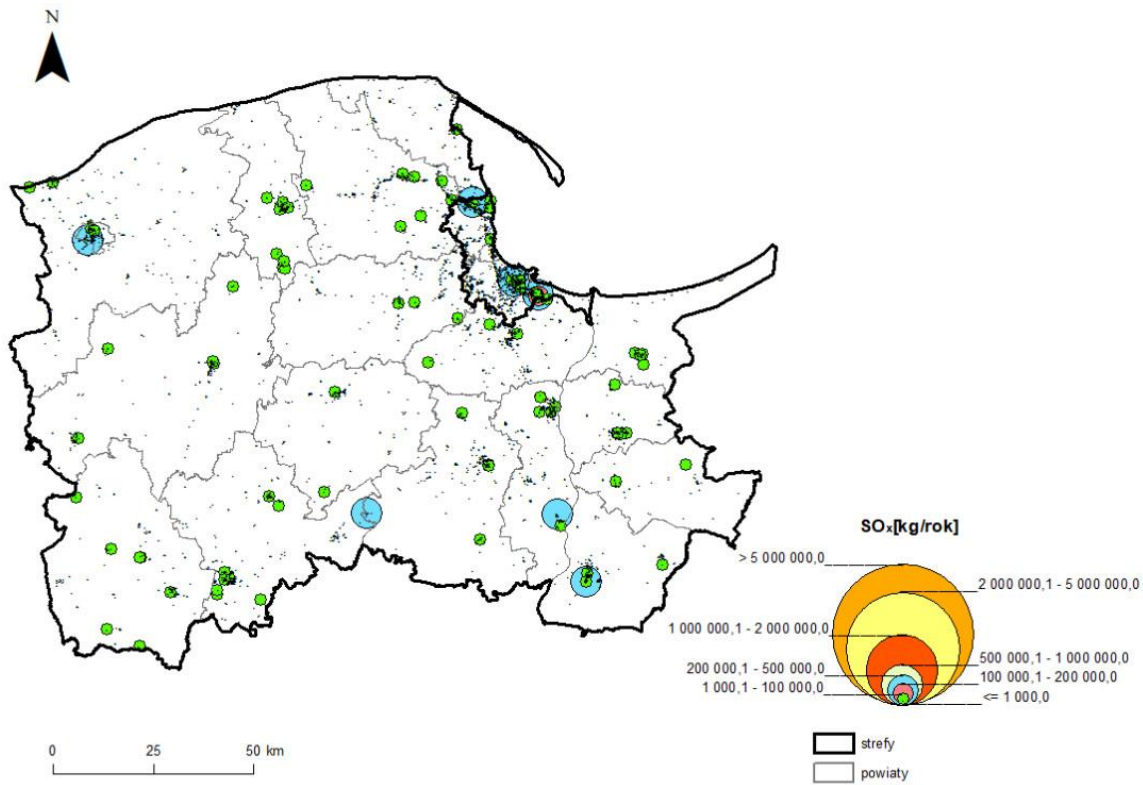 N
SOₓ[kg/rok]
> 5 000 000,0
2 000 000,1 - 5 000 000,0
1 000 000,1 - 2 000 000,0
500 000,1 - 1 000 000,0
200 000,1 - 500 000,0
100 000,1 - 200 000,0
1 000,1 - 100 000,0
<= 1 000,0
strefy
powiaty
0 25 50 km